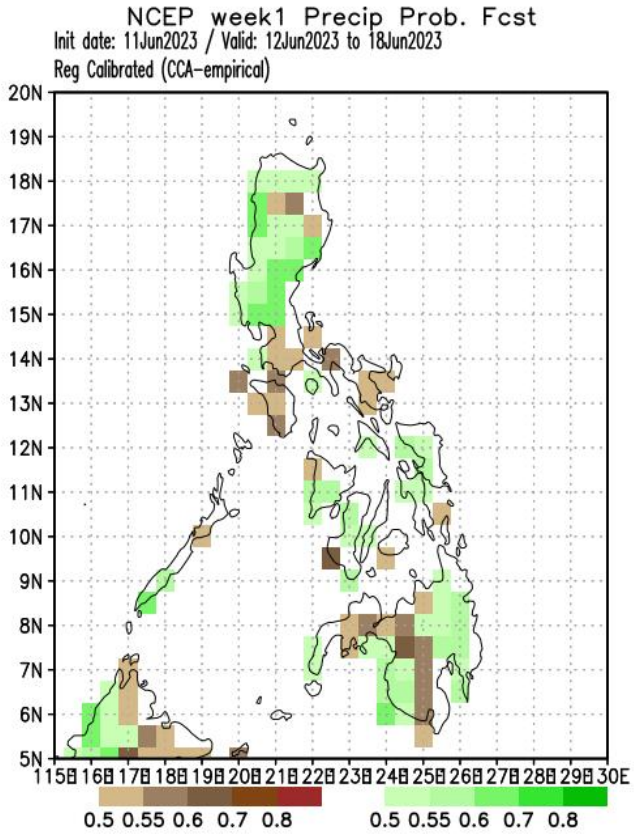 NCEP week1 Precip Prob. Fcst
Init date: 11Jun2023 / Valid: 12Jun2023 to 18Jun2023
Reg Calibrated (CCA-empirical)
20N
19N
18N
17N
16N
15N
14N
13N
12N
11N
10N
9N
8N
7N
6N
5N
115E 116E 117E 118E 119E 120E 121E 122E 123E 124E 125E 126E 127E 128E 129E 130E
0.5 0.55 0.6 0.7 0.8 0.5 0.55 0.6 0.7 0.8